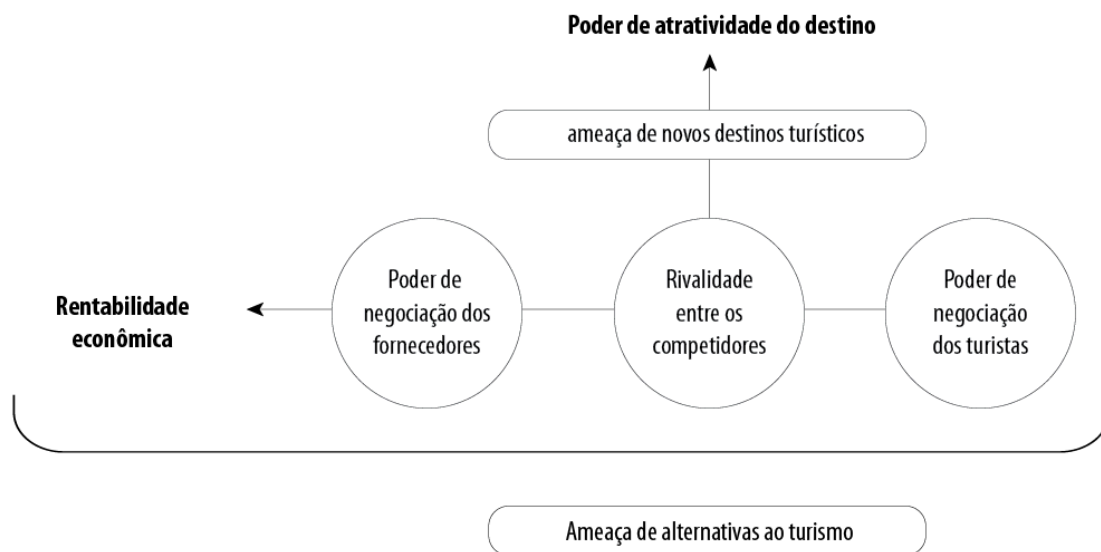 Poder de atratividade do destino
ameaça de novos destinos turísticos
Rentabilidade
econômica
Poder de
negociação dos
fornecedores
Rivalidade
entre os
competidores
Poder de
negociação
dos turistas
Ameaça de alternativas ao turismo